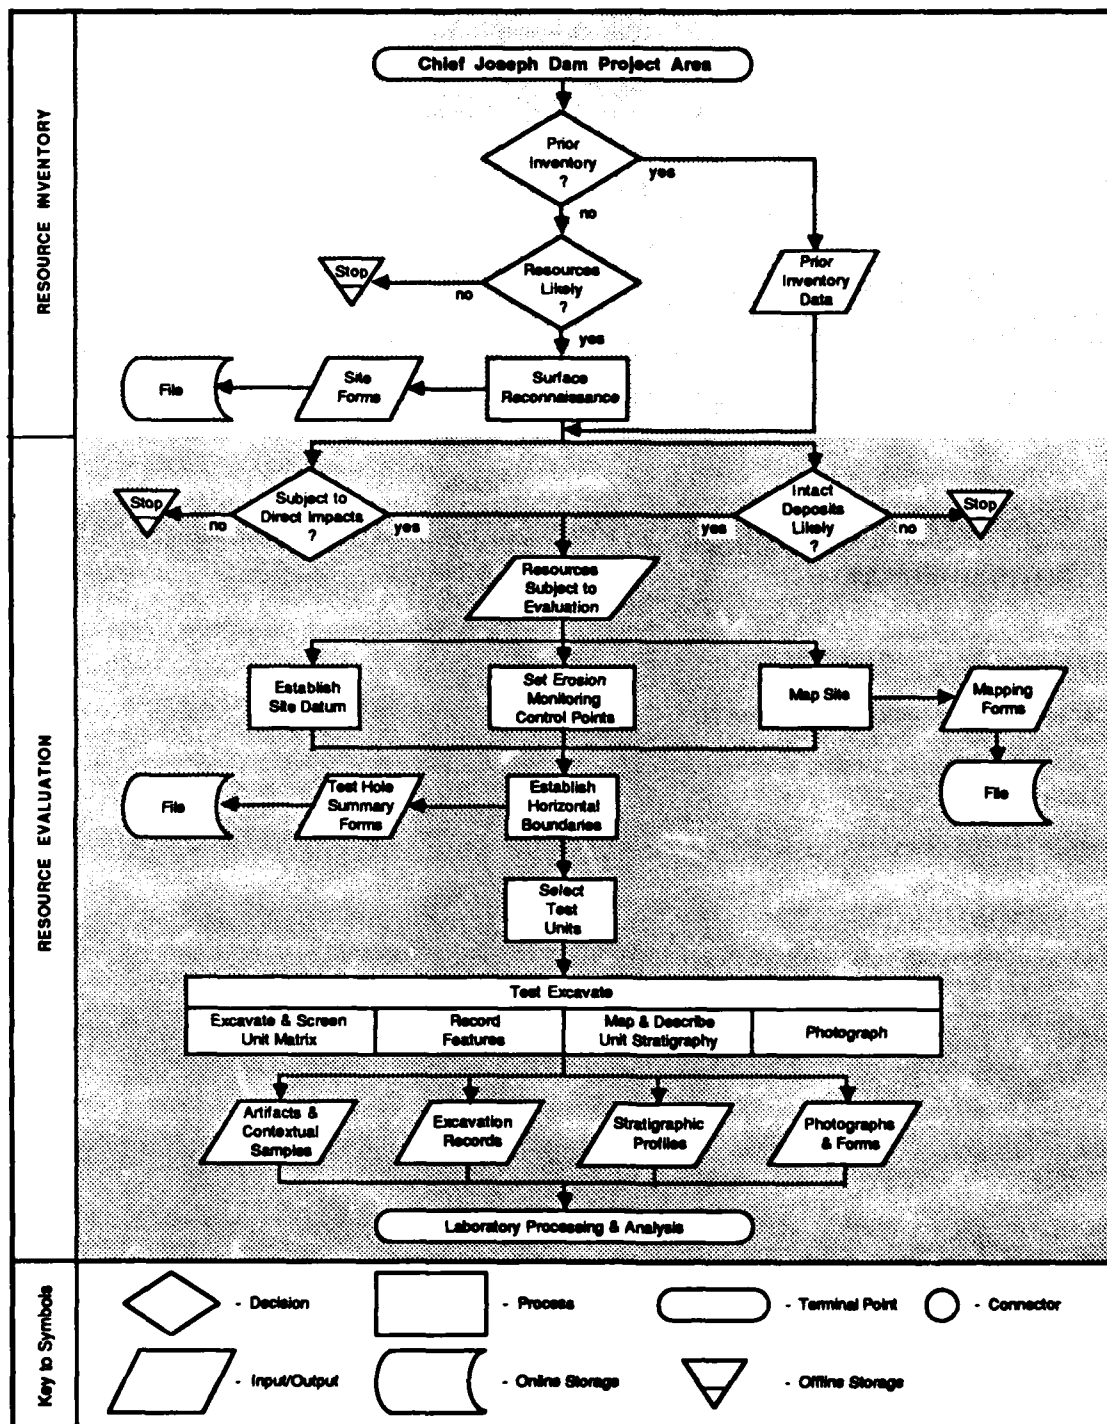 RESOURCE INVENTORY
Chief Joseph Dam Project Area
Prior
Inventory
?
yes
no
Stop
no
Resources
Likely
?
yes
Prior
Inventory
Data
File
Site
Forms
Surface
Reconnaissance
RESOURCE EVALUATION
Stop
no
Subject to
Direct Impacts
?
yes
yes
Intact
Deposits
Likely
?
no
Stop
Resources
Subject to
Evaluation
Establish
Site Datum
Set Erosion
Monitoring
Control Points
Map Site
Mapping
Forms
File
File
Test Hole
Summary
Forms
Establish
Horizontal
Boundaries
Select
Test
Units
Test Excavate
Excavate & Screen
Unit Matrix
Record
Features
Map & Describe
Unit Stratigraphy
Photograph
Artifacts &
Contextual
Samples
Excavation
Records
Stratigraphic
Profiles
Photographs
& Forms
Laboratory Processing & Analysis
Key to Symbols
- Decision
- Process
- Terminal Point
- Connector
- Input/Output
- Online Storage
- Offline Storage